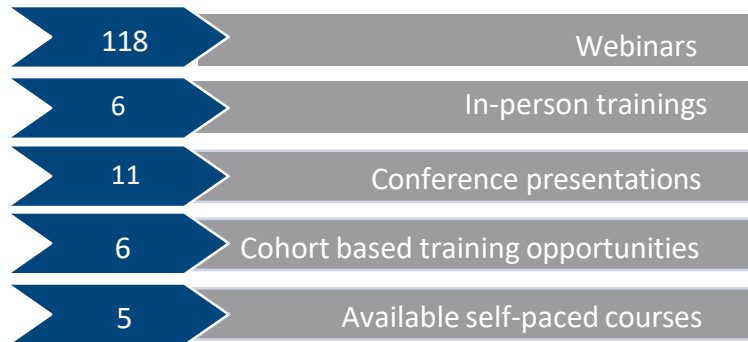 118 Webinars
6 In-person trainings
11 Conference presentations
6 Cohort based training opportunities
5 Available self-paced courses